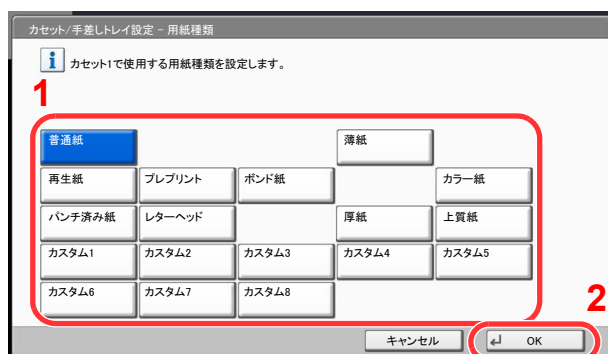 カセット/手差しトレイ設定 - 用紙種類
i カセット1で使用する用紙種類を設定します。
1
普通紙 薄紙
再生紙 プレプリント ボンド紙 カラー紙
パンチ済み紙 レターヘッド 厚紙 上質紙
カスタム1 カスタム2 カスタム3 カスタム4 カスタム5
カスタム6 カスタム7 カスタム8
2
キャンセル OK